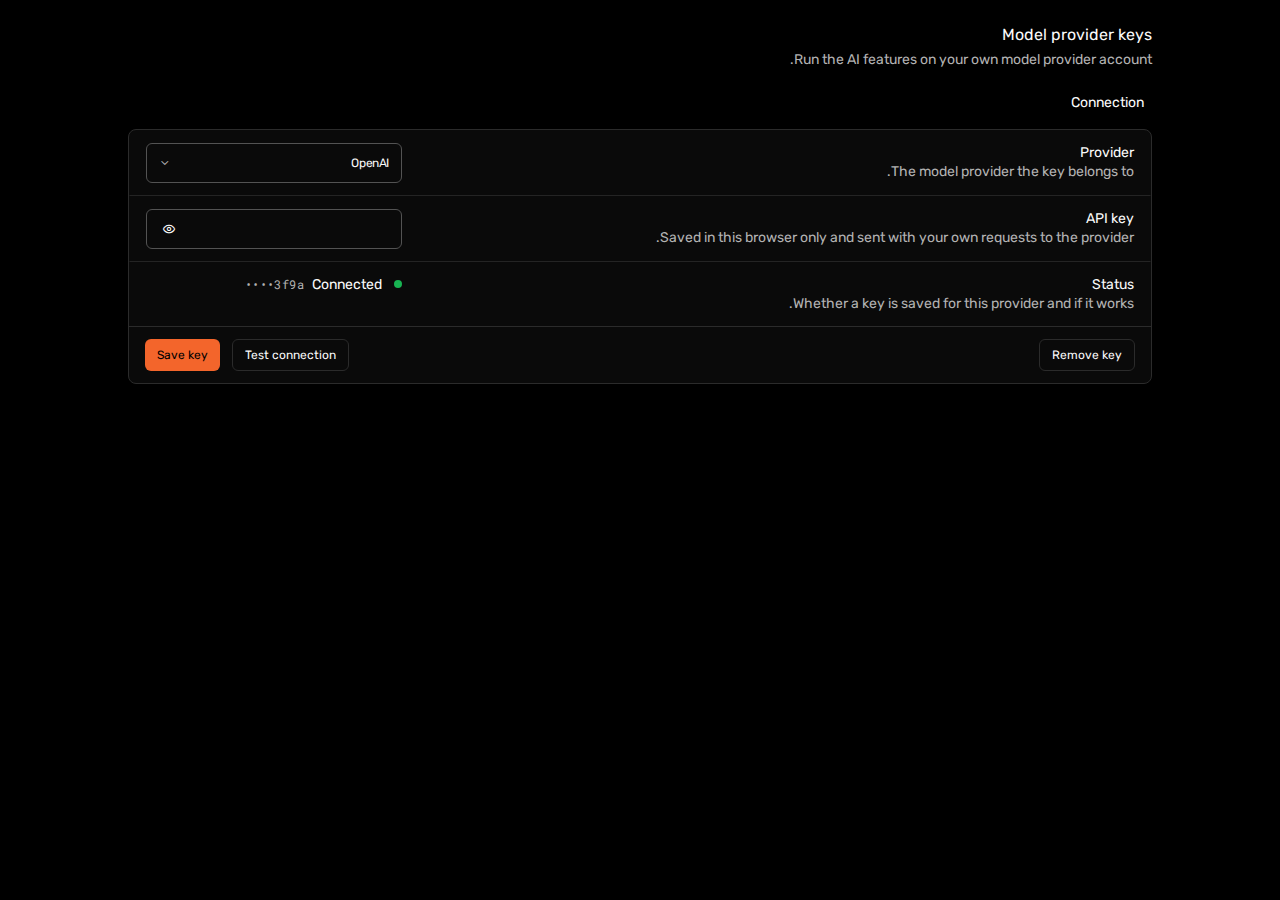 Model provider keys
.Run the AI features on your own model provider account
Connection
Provider
.The model provider the key belongs to
OpenAI
API key
.Saved in this browser only and sent with your own requests to the provider
Status
.Whether a key is saved for this provider and if it works
Connected ••••3f9a
Remove key
Test connection
Save key